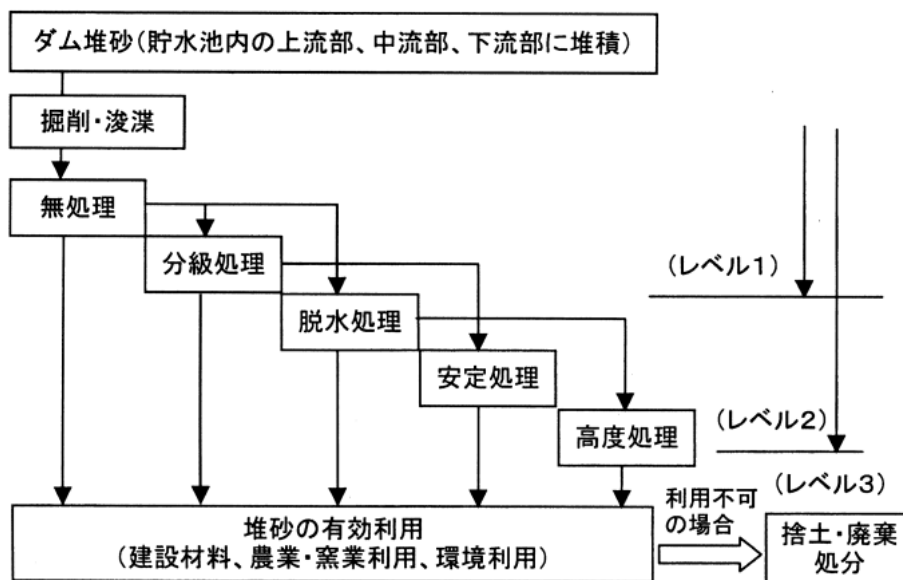 ダム堆砂(貯水池内の上流部、中流部、下流部に堆積)
掘削・浚渫
無処理
分級処理
(レベル1)
脱水処理
安定処理
高度処理
(レベル2)
(レベル3)
堆砂の有効利用
(建設材料、農業・窯業利用、環境利用)
利用不可
の場合
捨土・廃棄
処分